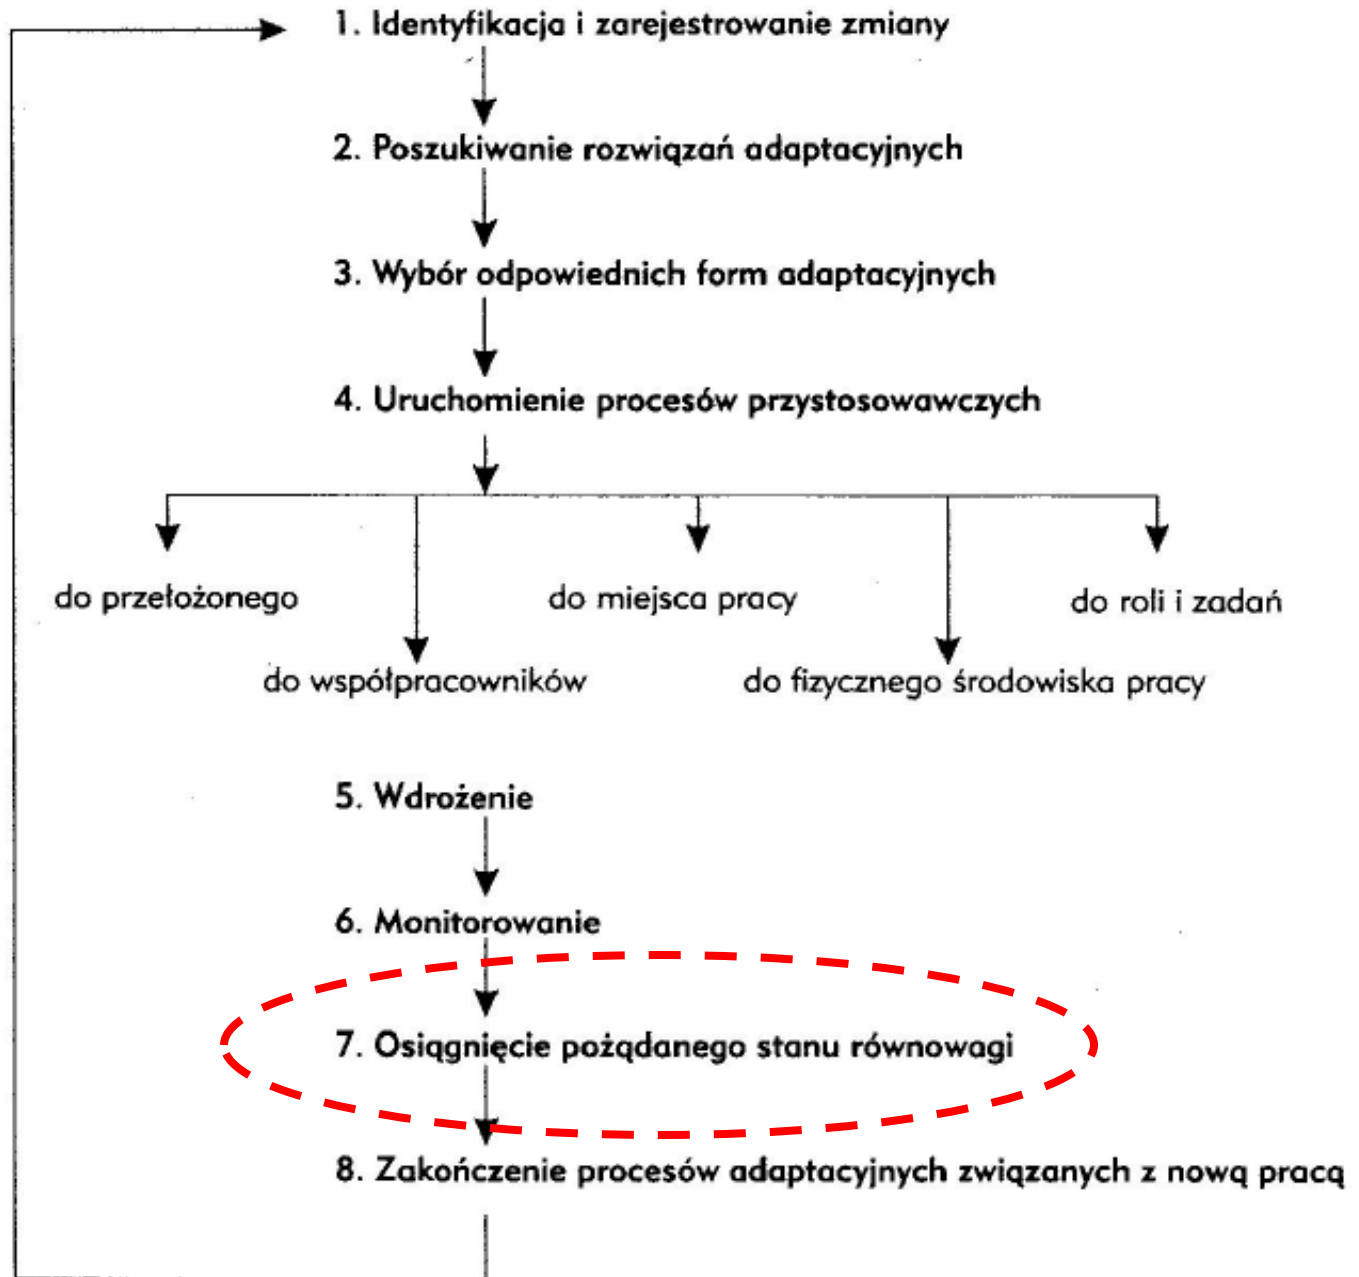 1. Identyfikacja i zarejestrowanie zmiany
2. Poszukiwanie rozwiązań adaptacyjnych
3. Wybór odpowiednich form adaptacyjnych
4. Uruchomienie procesów przystosowawczych
do przełożonego
do miejsca pracy
do roli i zadań
do współpracowników
do fizycznego środowiska pracy
5. Wdrożenie
6. Monitorowanie
7. Osiągnięcie pożądanego stanu równowagi
8. Zakończenie procesów adaptacyjnych związanych z nową pracą